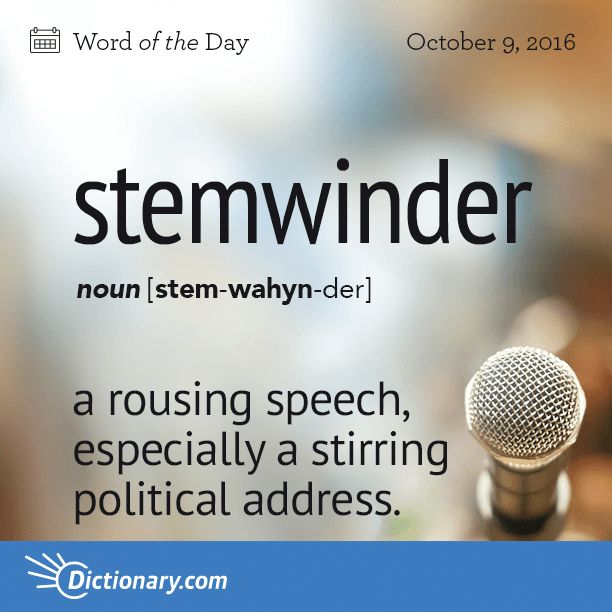 Word of the Day
October 9, 2016
stemwinder
noun [stem-wahyn-der]
a rousing speech,
especially a stirring
political address.
Dictionary.com